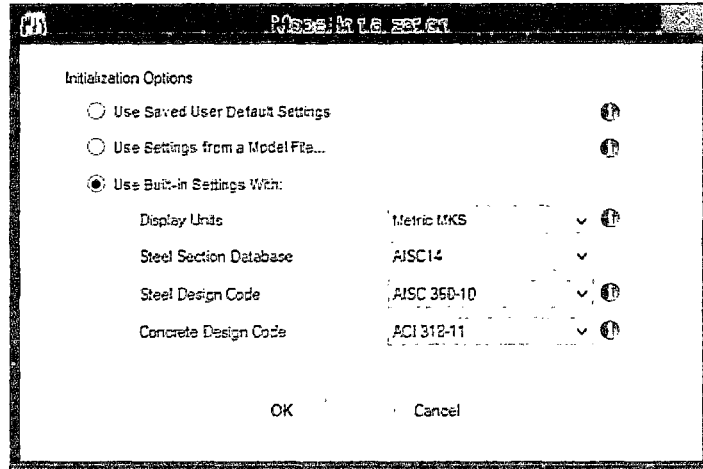 Model Initialization
Initialization Options
Use Saved User Default Settings
Use Settings from a Model File...
Use Built-in Settings With:
Display Units Metric MKS
Steel Section Database AISC14
Steel Design Code AISC 360-10
Concrete Design Code ACI 318-11
OK Cancel